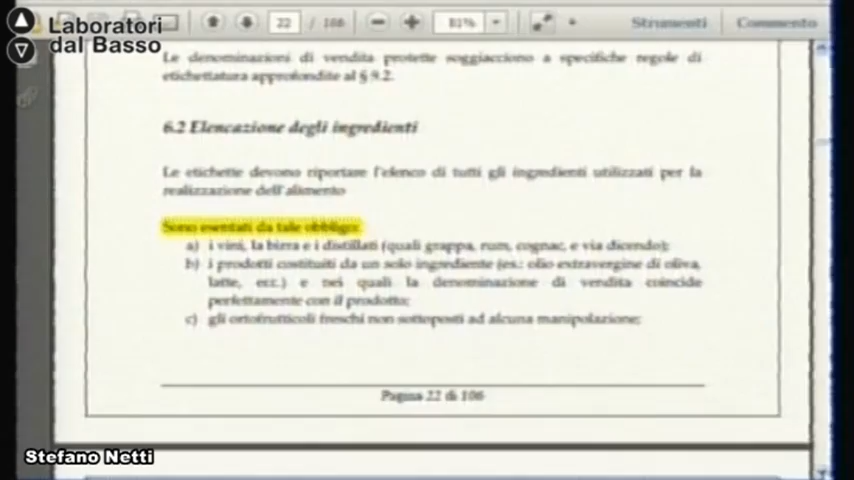 Laboratori
dal Basso
22 / 106
81%
Strumenti
Commento
Le denominazioni di vendita protette soggiacciono a specifiche regole di
etichettatura approfondite al § 9.2.
6.2 Elencazione degli ingredienti
Le etichette devono riportare l'elenco di tutti gli ingredienti utilizzati per la
realizzazione dell'alimento
Sono esentati da tale obbligo:
a) i vini, la birra e i distillati (quali grappa, rum, cognac, e via dicendo);
b) i prodotti costituiti da un solo ingrediente (es.: olio extravergine di oliva,
latte, ecc.) e nei quali la denominazione di vendita coincide
perfettamente con il prodotto;
c) gli ortofrutticoli freschi non sottoposti ad alcuna manipolazione;
Pagina 22 di 106
Stefano Netti